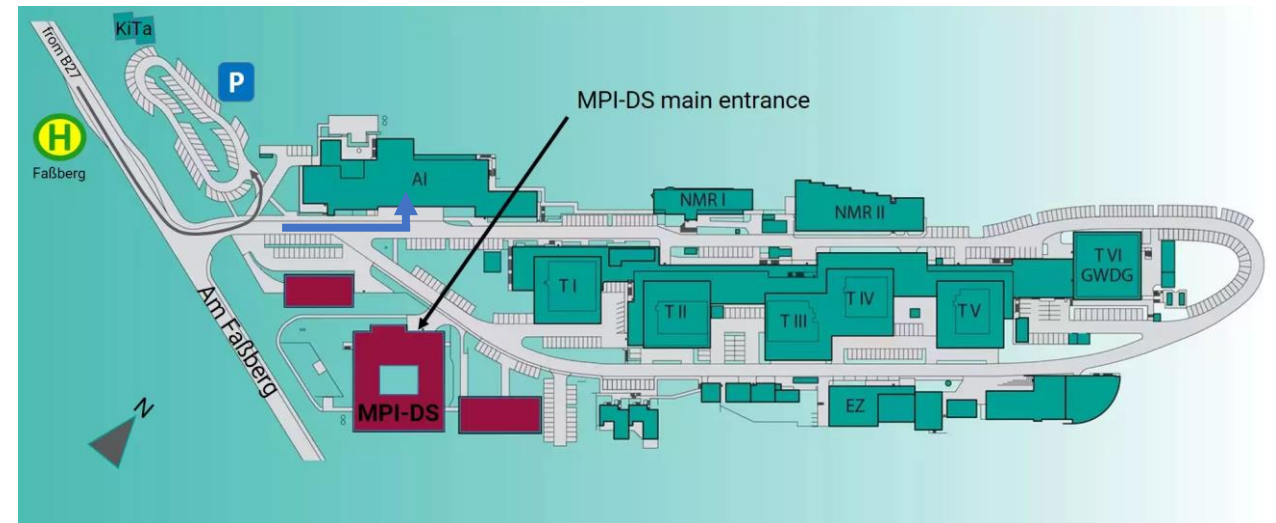 KiTa
from B27
P
MPI-DS main entrance
H
Faßberg
AI
NMR I
NMR II
T VI
GWDG
T I
T II
T III
T IV
T V
Am Faßberg
MPI-DS
EZ
N